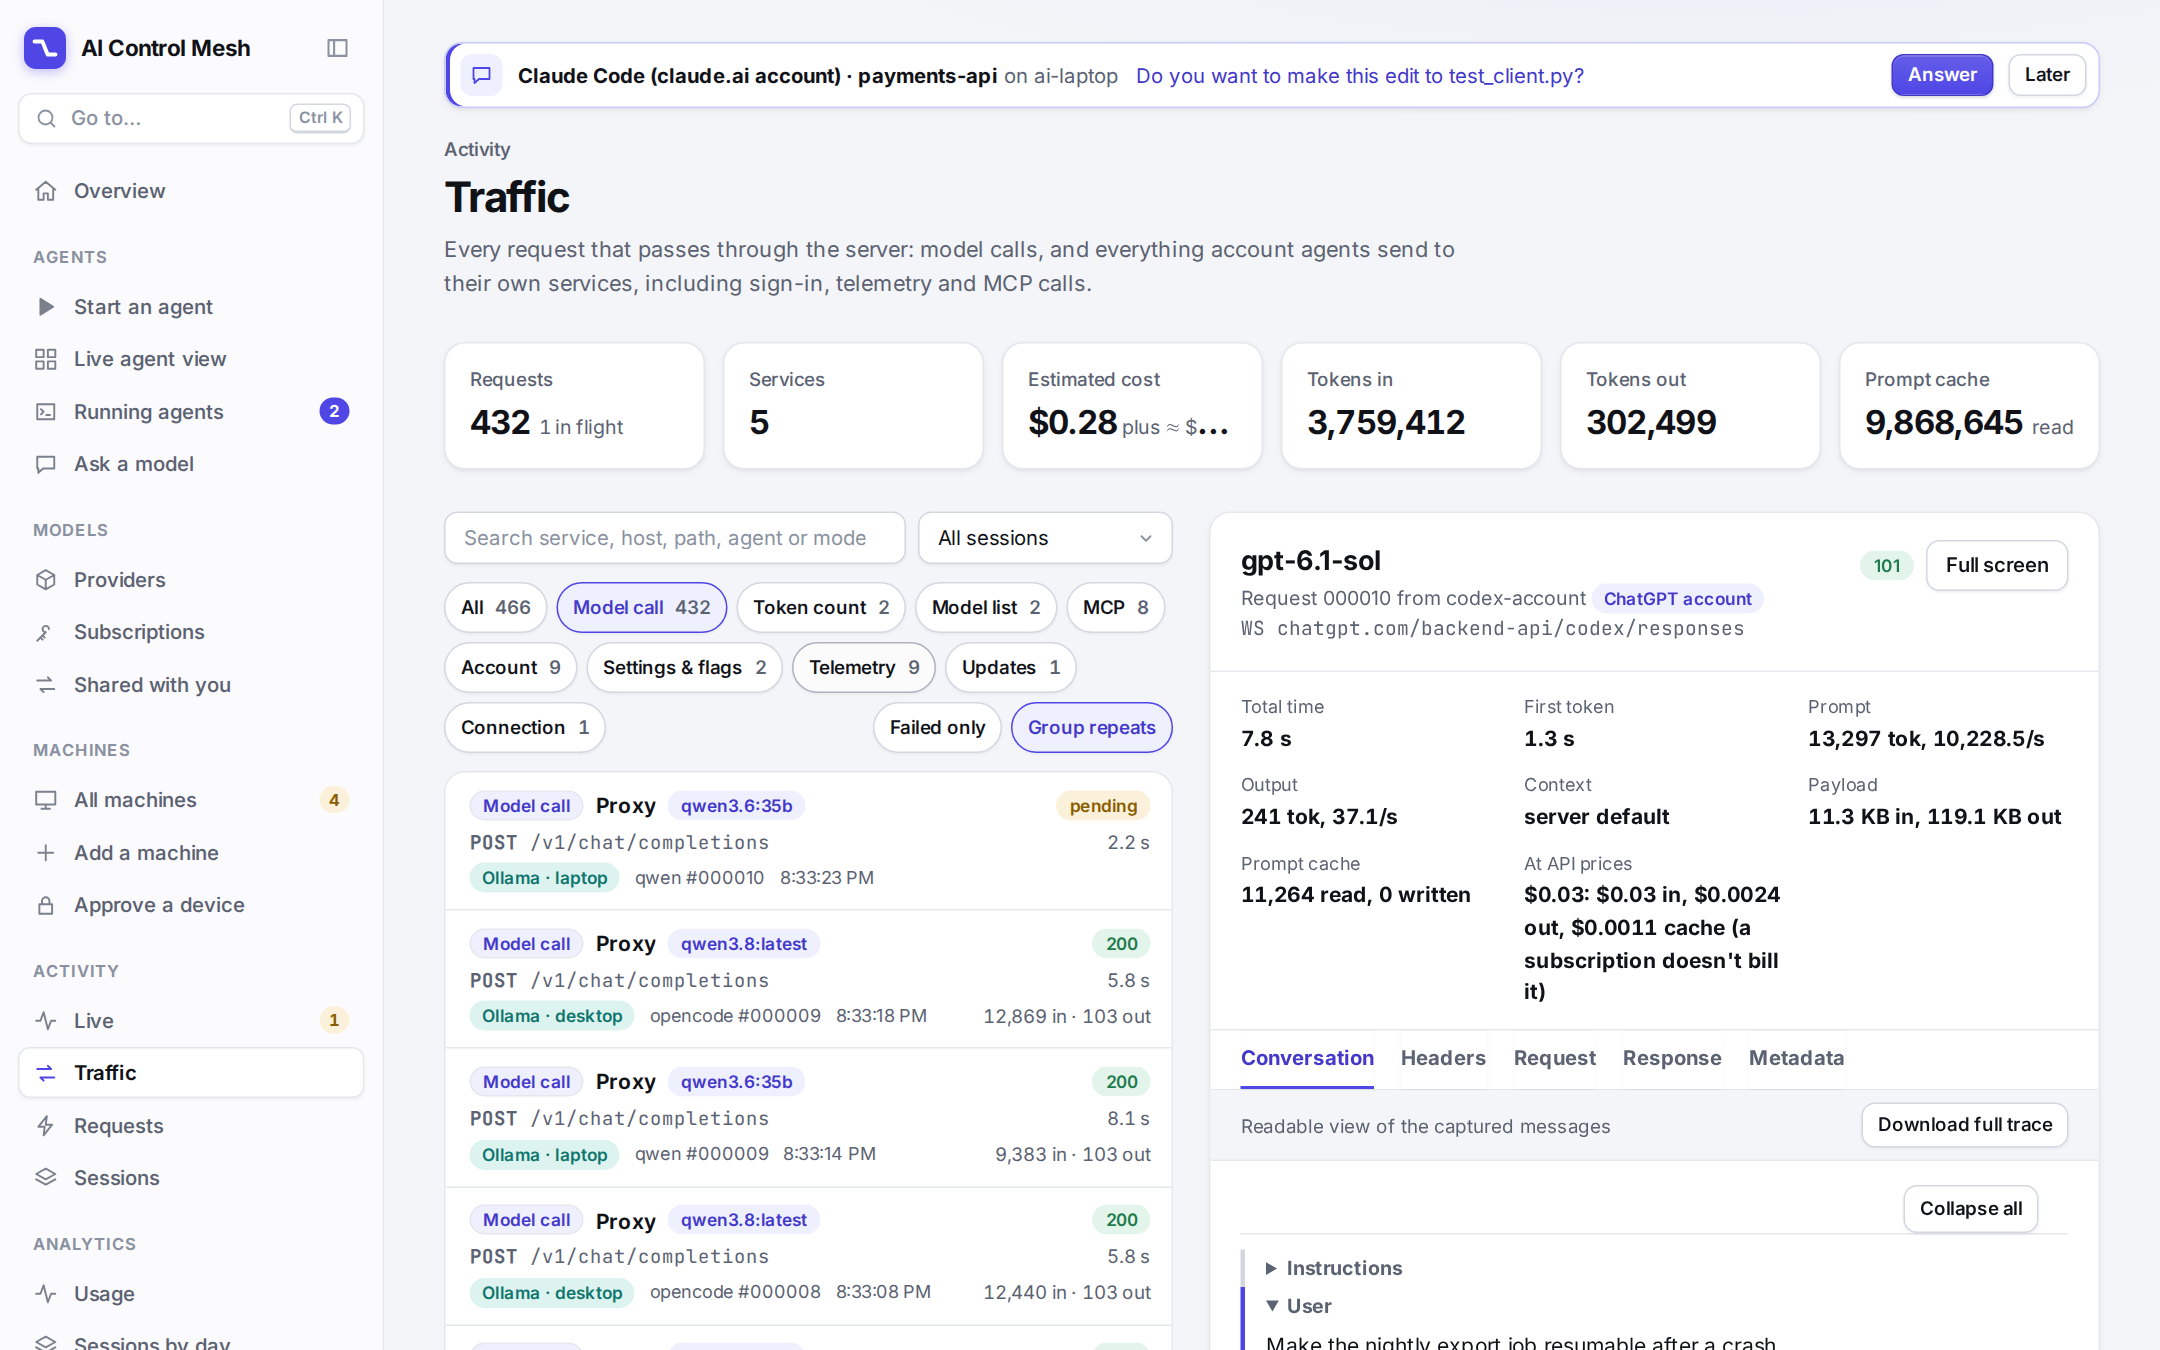 AI Control Mesh
Go to...
Ctrl K
Overview
AGENTS
Start an agent
Live agent view
Running agents 2
Ask a model
MODELS
Providers
Subscriptions
Shared with you
MACHINES
All machines 4
Add a machine
Approve a device
ACTIVITY
Live 1
Traffic
Requests
Sessions
ANALYTICS
Usage
Sessions by day
Claude Code (claude.ai account) · payments-api on ai-laptop Do you want to make this edit to test_client.py?
Answer
Later
Activity
Traffic
Every request that passes through the server: model calls, and everything account agents send to
their own services, including sign-in, telemetry and MCP calls.
Requests
432 1 in flight
Services
5
Estimated cost
$0.28 plus ≈ $...
Tokens in
3,759,412
Tokens out
302,499
Prompt cache
9,868,645 read
Search service, host, path, agent or mode
All sessions
All 466 Model call 432 Token count 2 Model list 2 MCP 8
Account 9 Settings & flags 2 Telemetry 9 Updates 1
Connection 1 Failed only Group repeats
Model call Proxy qwen3.6:35b pending
POST /v1/chat/completions 2.2 s
Ollama · laptop qwen #000010 8:33:23 PM
Model call Proxy qwen3.8:latest 200
POST /v1/chat/completions 5.8 s
Ollama · desktop opencode #000009 8:33:18 PM 12,869 in · 103 out
Model call Proxy qwen3.6:35b 200
POST /v1/chat/completions 8.1 s
Ollama · laptop qwen #000009 8:33:14 PM 9,383 in · 103 out
Model call Proxy qwen3.8:latest 200
POST /v1/chat/completions 5.8 s
Ollama · desktop opencode #000008 8:33:08 PM 12,440 in · 103 out
gpt-6.1-sol
101
Full screen
Request 000010 from codex-account ChatGPT account
WS chatgpt.com/backend-api/codex/responses
Total time
7.8 s
First token
1.3 s
Prompt
13,297 tok, 10,228.5/s
Output
241 tok, 37.1/s
Context
server default
Payload
11.3 KB in, 119.1 KB out
Prompt cache
11,264 read, 0 written
At API prices
$0.03: $0.03 in, $0.0024
out, $0.0011 cache (a
subscription doesn't bill
it)
Conversation Headers Request Response Metadata
Readable view of the captured messages
Download full trace
Collapse all
Instructions
User
Make the nightly export job resumable after a crash